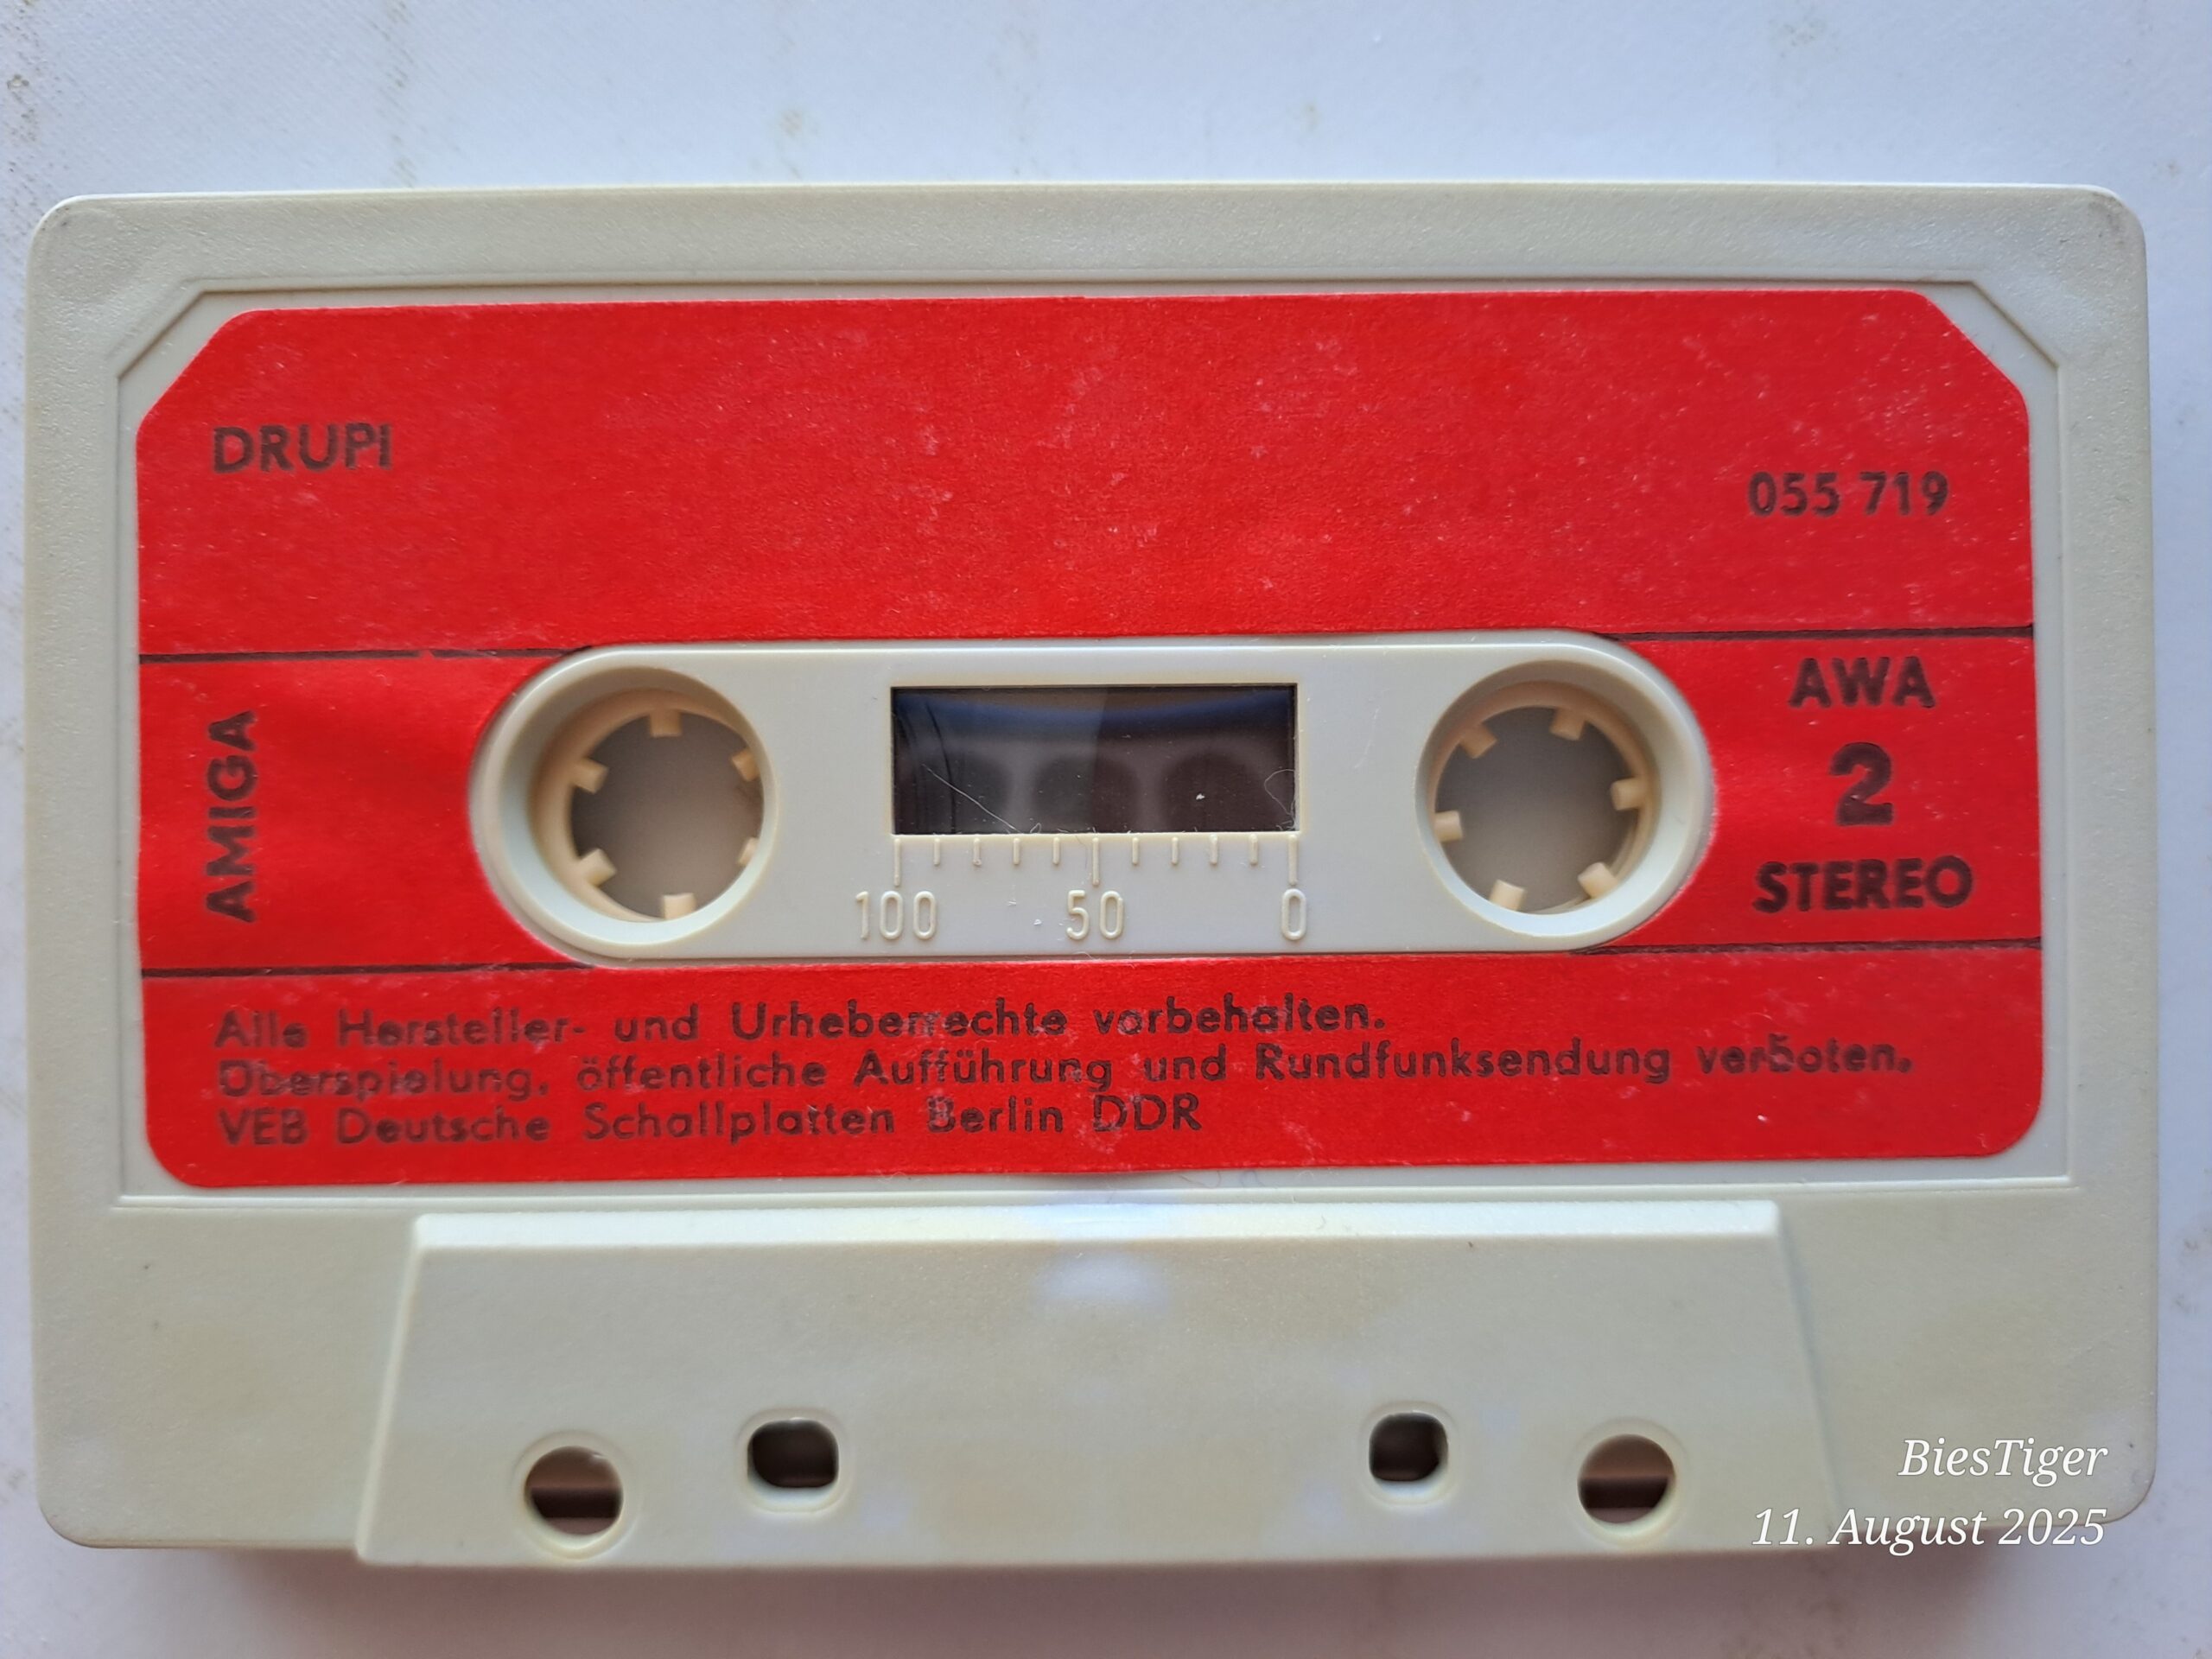 DRUPI
055 719
AMIGA
AWA
2
STEREO
100 50 0
Alle Hersteller- und Urheberrechte vorbehalten.
Überspielung, öffentliche Aufführung und Rundfunksendung verboten.
VEB Deutsche Schallplatten Berlin DDR
BiesTiger
11. August 2025